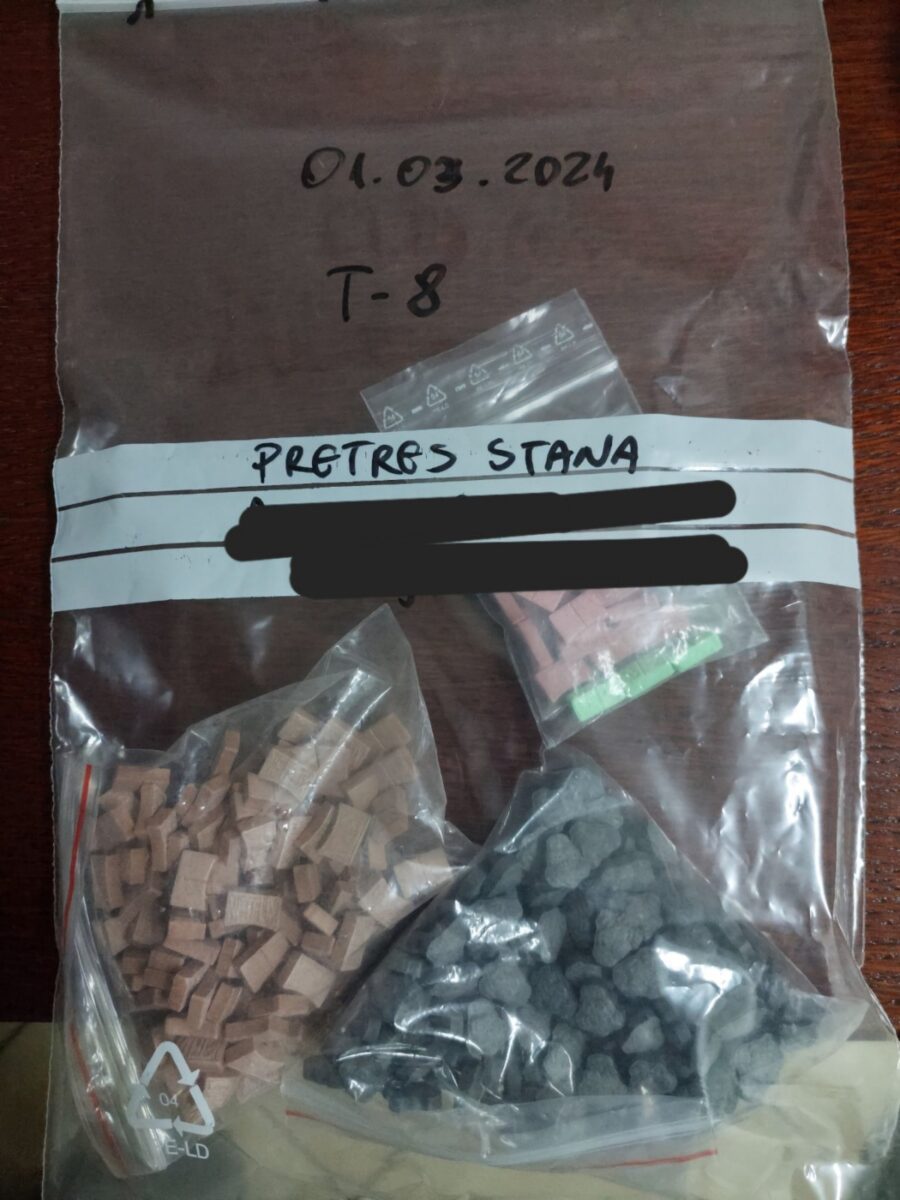 01.03.2024
T-8
PRETRES STANA
04
PE-LD